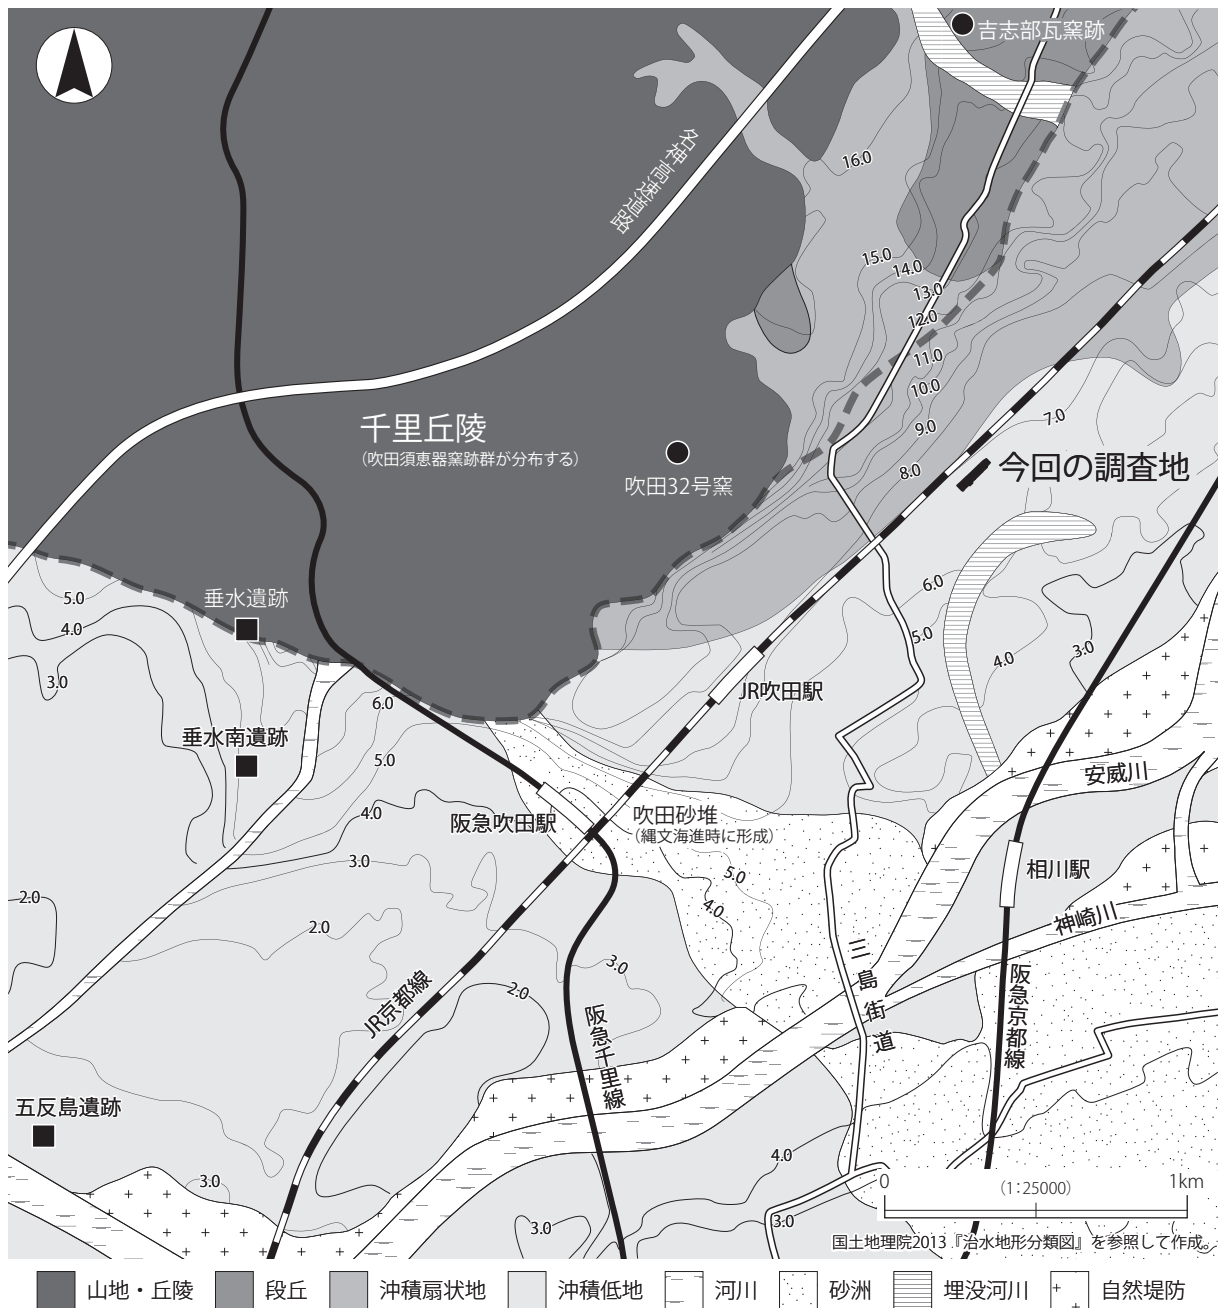 吉志部瓦窯跡
名神高速道路
16.0
15.0
14.0
13.0
12.0
11.0
10.0
9.0
8.0
7.0
千里丘陵
（吹田須恵器窯跡群が分布する）
吹田32号窯
今回の調査地
垂水遺跡
5.0
4.0
3.0
6.0
5.0
4.0
3.0
垂水南遺跡
6.0
5.0
4.0
3.0
2.0
2.0
JR吹田駅
安威川
阪急吹田駅
吹田砂堆
（縄文海進時に形成）
5.0
4.0
3.0
2.0
相川駅
神崎川
三島街道
阪急京都線
JR京都線
阪急千里線
五反島遺跡
3.0
4.0
3.0
3.0
0
（1：25000）
1km
国土地理院2013『治水地形分類図』を参照して作成。
山地・丘陵
段丘
沖積扇状地
沖積低地
河川
砂洲
埋没河川
自然堤防